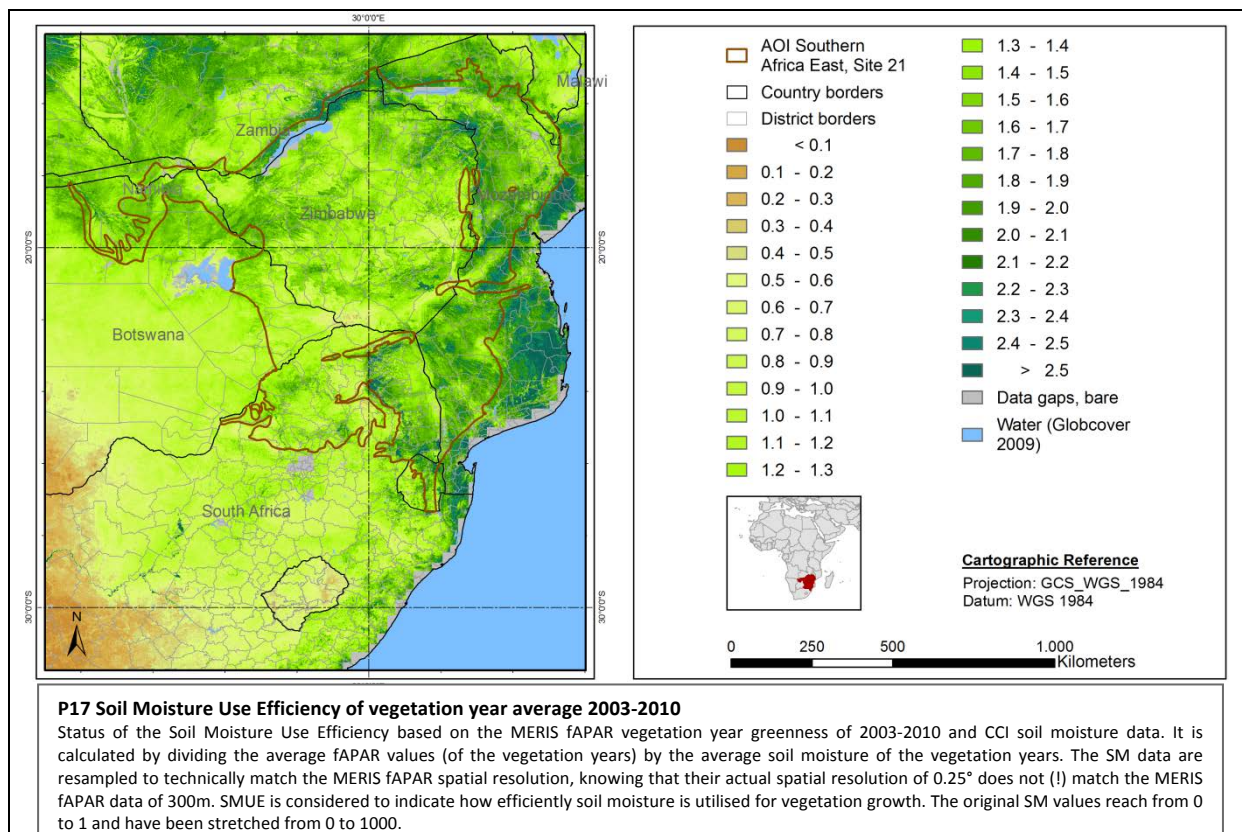 30°0'0"E
Malawi
Zambia
Namibia
Mozambique
Zimbabwe
20°0'0"S
20°0'0"S
Botswana
South Africa
30°0'0"S
30°0'0"S
N
AOI Southern
Africa East, Site 21
Country borders
District borders
< 0.1
0.1 - 0.2
0.2 - 0.3
0.3 - 0.4
0.4 - 0.5
0.5 - 0.6
0.6 - 0.7
0.7 - 0.8
0.8 - 0.9
0.9 - 1.0
1.0 - 1.1
1.1 - 1.2
1.2 - 1.3
1.3 - 1.4
1.4 - 1.5
1.5 - 1.6
1.6 - 1.7
1.7 - 1.8
1.8 - 1.9
1.9 - 2.0
2.0 - 2.1
2.1 - 2.2
2.2 - 2.3
2.3 - 2.4
2.4 - 2.5
> 2.5
Data gaps, bare
Water (Globcover
2009)
Cartographic Reference
Projection: GCS_WGS_1984
Datum: WGS 1984
0 250 500 1.000
Kilometers
P17 Soil Moisture Use Efficiency of vegetation year average 2003-2010
Status of the Soil Moisture Use Efficiency based on the MERIS fAPAR vegetation year greenness of 2003-2010 and CCI soil moisture data. It is
calculated by dividing the average fAPAR values (of the vegetation years) by the average soil moisture of the vegetation years. The SM data are
resampled to technically match the MERIS fAPAR spatial resolution, knowing that their actual spatial resolution of 0.25° does not (!) match the MERIS
fAPAR data of 300m. SMUE is considered to indicate how efficiently soil moisture is utilised for vegetation growth. The original SM values reach from 0
to 1 and have been stretched from 0 to 1000.